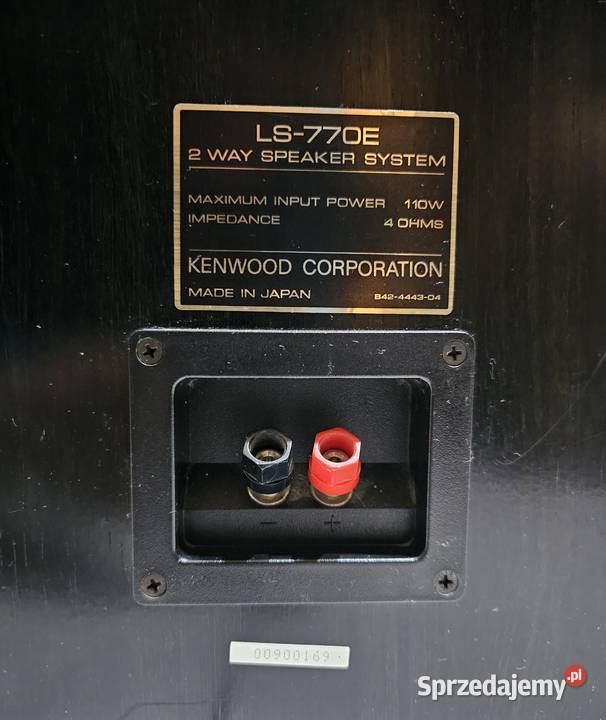 LS-770E
2 WAY SPEAKER SYSTEM
MAXIMUM INPUT POWER 110W
IMPEDANCE 4 OHMS
KENWOOD CORPORATION
MADE IN JAPAN B42-4443-04
- +
00900169
Sprzedajemy.pl